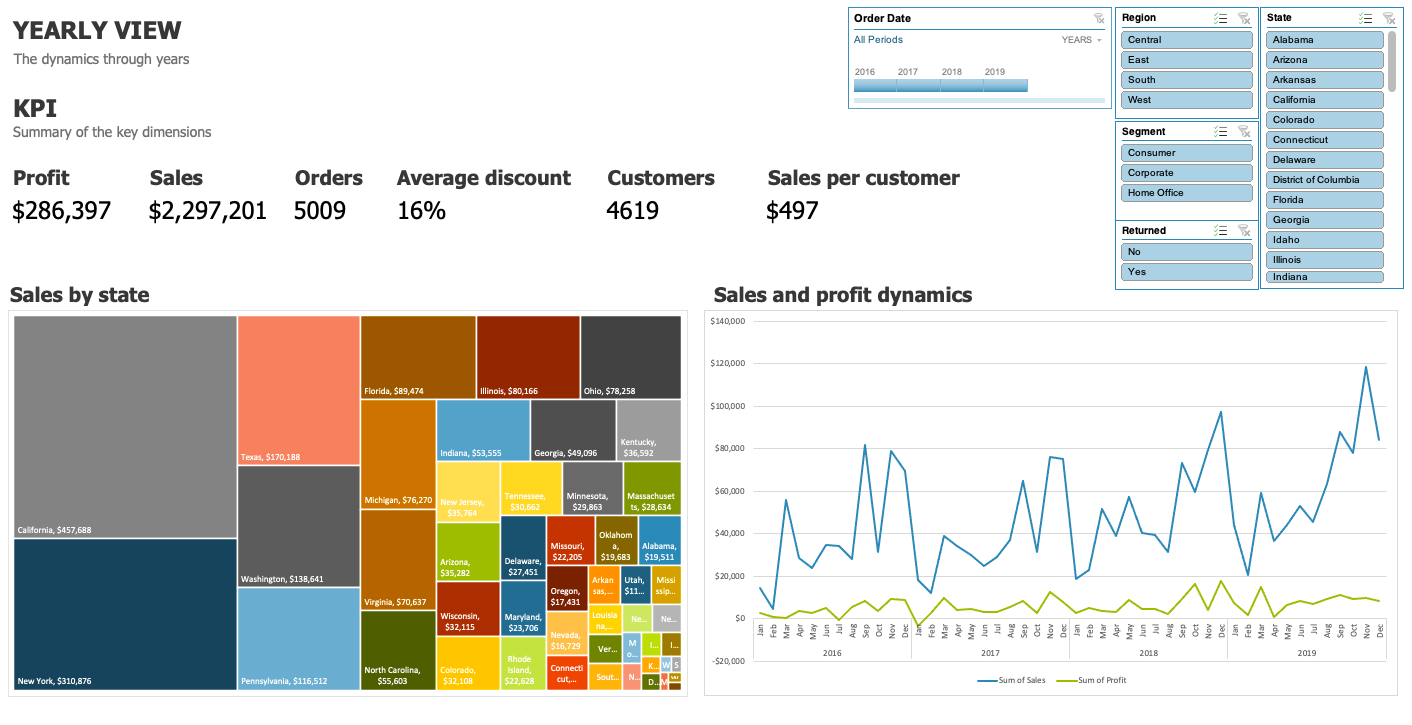 YEARLY VIEW
The dynamics through years
KPI
Summary of the key dimensions
Profit
$286,397
Sales
$2,297,201
Orders
5009
Average discount
16%
Customers
4619
Sales per customer
$497
Order Date
All Periods
YEARS
2016 2017 2018 2019
Region
Central
East
South
West
Segment
Consumer
Corporate
Home Office
Returned
No
Yes
State
Alabama
Arizona
Arkansas
California
Colorado
Connecticut
Delaware
District of Columbia
Florida
Georgia
Idaho
Illinois
Indiana
Sales by state
California, $457,688
New York, $310,876
Texas, $170,188
Washington, $138,641
Pennsylvania, $116,512
Florida, $89,474
Illinois, $80,166
Ohio, $78,258
Michigan, $76,270
Virginia, $70,637
North Carolina,
$55,603
Indiana, $53,555
Georgia, $49,096
Kentucky,
$36,592
New Jersey,
$35,764
Arizona,
$35,282
Wisconsin,
$32,115
Colorado,
$32,108
Tennessee,
$30,662
Minnesota,
$29,863
Massachuset
ts, $28,634
Delaware,
$27,451
Maryland,
$23,706
Rhode
Island,
$22,628
Missouri,
$22,205
Oklahom
a,
$19,683
Alabama,
$19,511
Oregon,
$17,431
Nevada,
$16,729
Connecti
cut,...
Arkan
sas,...
Utah,
$11...
Missi
ssip...
Louisia
na,...
Ver...
Sout...
Ne...
Ne...
M
o...
N...
I...
I...
K...
W
S
D...
M
Sales and profit dynamics
$140,000
$120,000
$100,000
$80,000
$60,000
$40,000
$20,000
$0
-$20,000
Jan Feb Mar Apr May Jun Jul Aug Sep Oct Nov Dec Jan Feb Mar Apr May Jun Jul Aug Sep Oct Nov Dec Jan Feb Mar Apr May Jun Jul Aug Sep Oct Nov Dec Jan Feb Mar Apr May Jun Jul Aug Sep Oct Nov Dec
2016 2017 2018 2019
Sum of Sales Sum of Profit